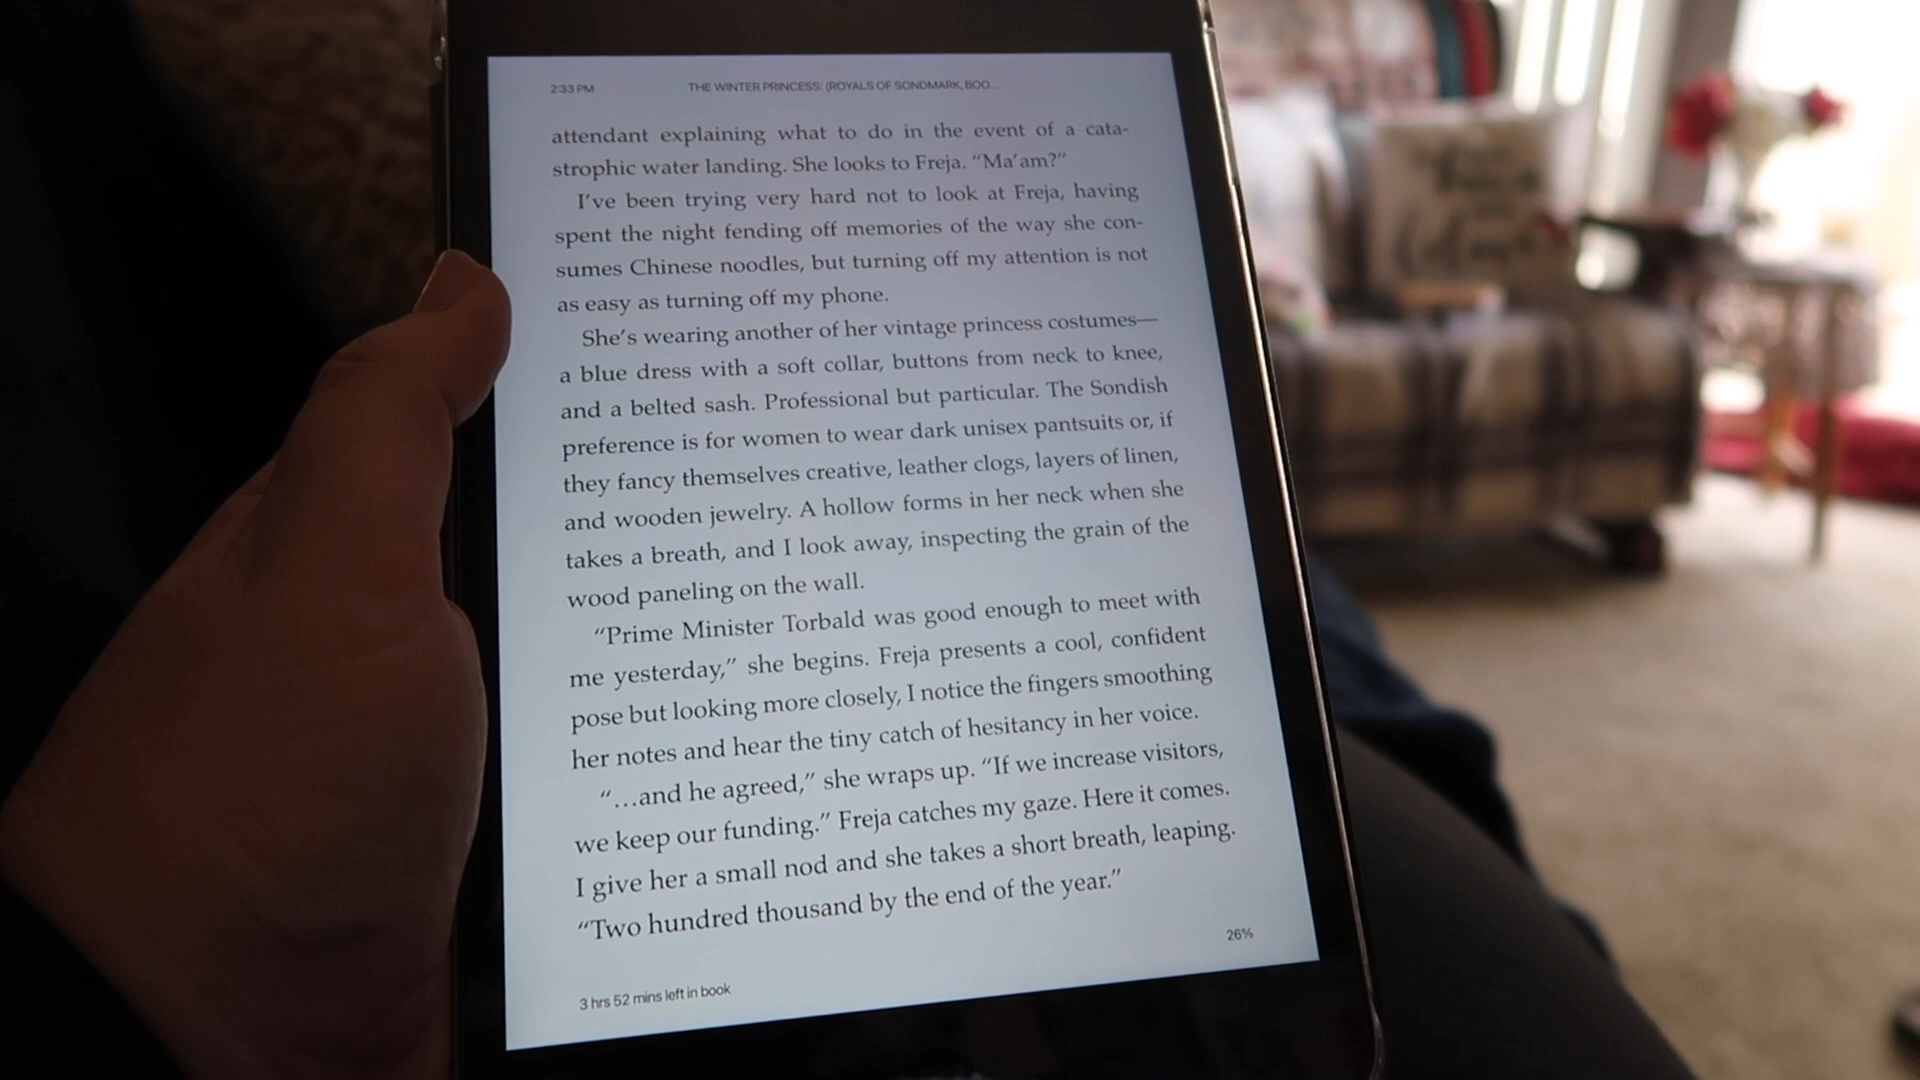 2:33 PM
THE WINTER PRINCESS: (ROYALS OF SONDMARK, BOO...
attendant explaining what to do in the event of a cata-
strophic water landing. She looks to Freja. “Ma’am?”
I’ve been trying very hard not to look at Freja, having
spent the night fending off memories of the way she con-
sumes Chinese noodles, but turning off my attention is not
as easy as turning off my phone.
She’s wearing another of her vintage princess costumes—
a blue dress with a soft collar, buttons from neck to knee,
and a belted sash. Professional but particular. The Sondish
preference is for women to wear dark unisex pantsuits or, if
they fancy themselves creative, leather clogs, layers of linen,
and wooden jewelry. A hollow forms in her neck when she
takes a breath, and I look away, inspecting the grain of the
wood paneling on the wall.
“Prime Minister Torbald was good enough to meet with
me yesterday,” she begins. Freja presents a cool, confident
pose but looking more closely, I notice the fingers smoothing
her notes and hear the tiny catch of hesitancy in her voice.
“…and he agreed,” she wraps up. “If we increase visitors,
we keep our funding.” Freja catches my gaze. Here it comes.
I give her a small nod and she takes a short breath, leaping.
“Two hundred thousand by the end of the year.”
26%
3 hrs 52 mins left in book